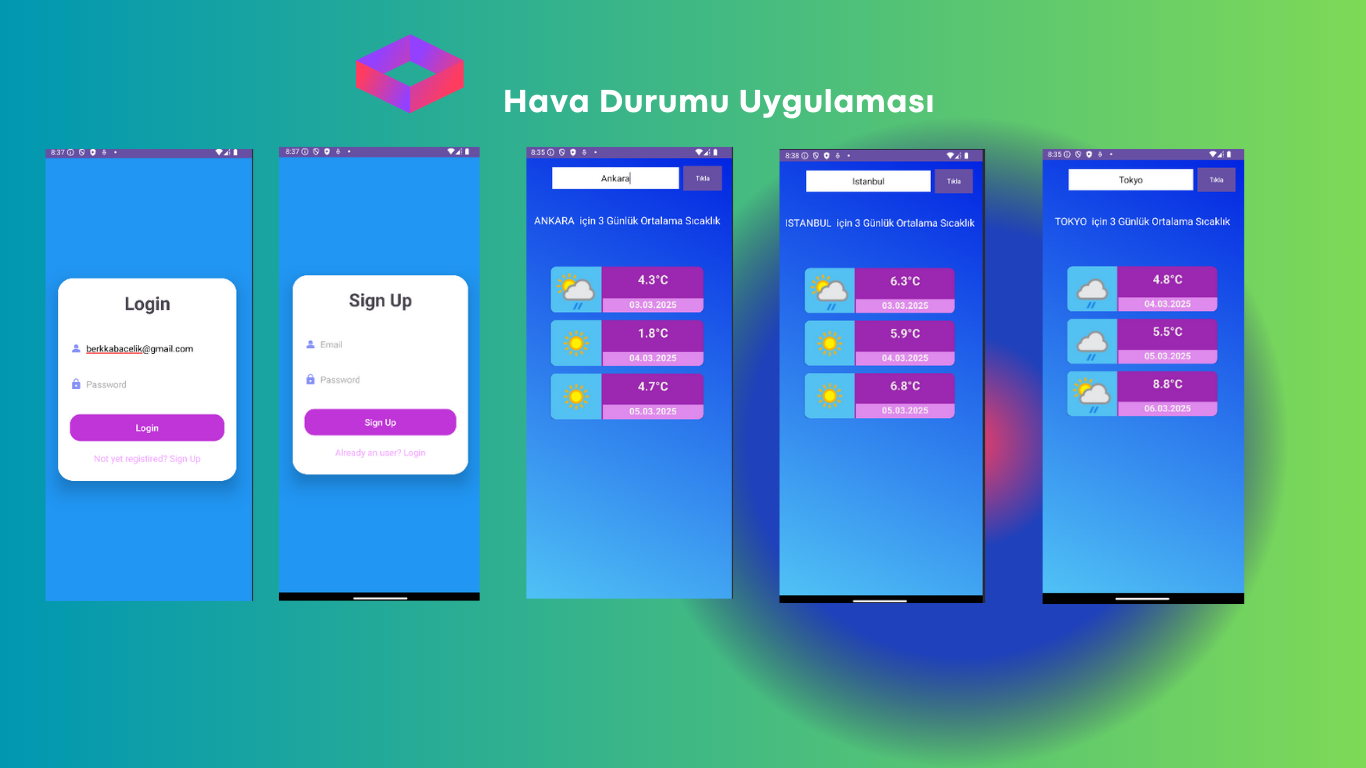 Hava Durumu Uygulaması
8:37
Login
berkkabacelik@gmail.com
Password
Login
Not yet registired? Sign Up
8:37
Sign Up
Email
Password
Sign Up
Already an user? Login
8:35
Ankara
Tıkla
ANKARA için 3 Günlük Ortalama Sıcaklık
4.3°C
03.03.2025
1.8°C
04.03.2025
4.7°C
05.03.2025
8:38
Istanbul
Tıkla
ISTANBUL için 3 Günlük Ortalama Sıcaklık
6.3°C
03.03.2025
5.9°C
04.03.2025
6.8°C
05.03.2025
8:35
Tokyo
Tıkla
TOKYO için 3 Günlük Ortalama Sıcaklık
4.8°C
04.03.2025
5.5°C
05.03.2025
8.8°C
06.03.2025